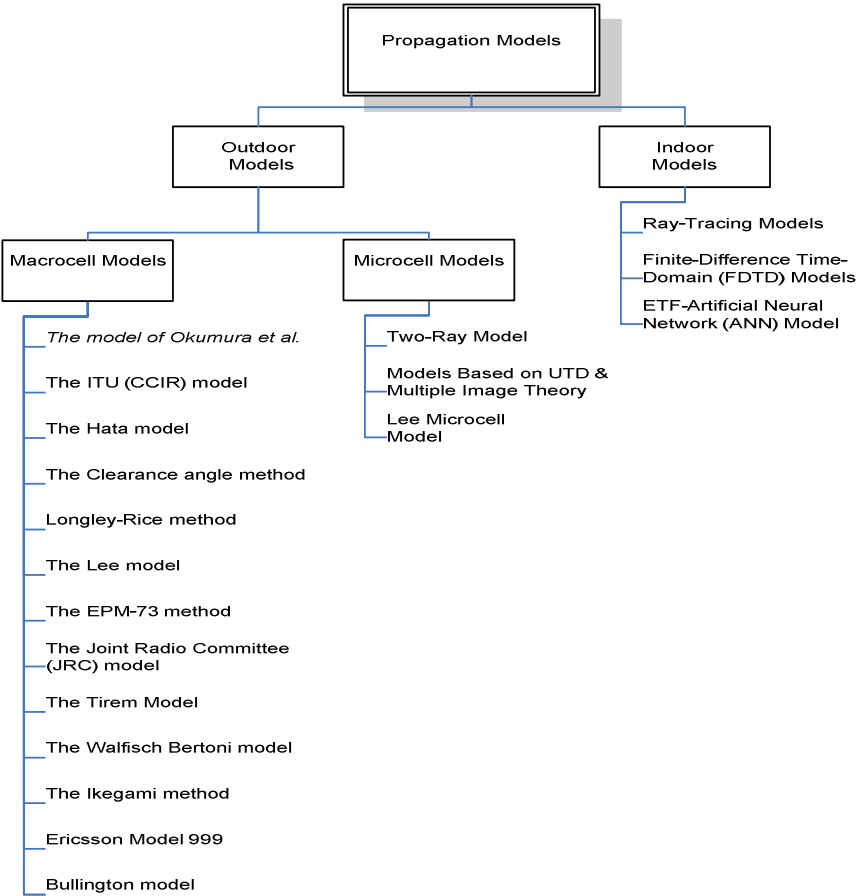 Propagation Models
Outdoor
Models
Indoor
Models
Macrocell Models
Microcell Models
Ray-Tracing Models
Finite-Difference Time-
Domain (FDTD) Models
ETF-Artificial Neural
Network (ANN) Model
The model of Okumura et al.
The ITU (CCIR) model
The Hata model
The Clearance angle method
Longley-Rice method
The Lee model
The EPM-73 method
The Joint Radio Committee
(JRC) model
The Tirem Model
The Walfisch Bertoni model
The Ikegami method
Ericsson Model 999
Bullington model
Two-Ray Model
Models Based on UTD &
Multiple Image Theory
Lee Microcell
Model